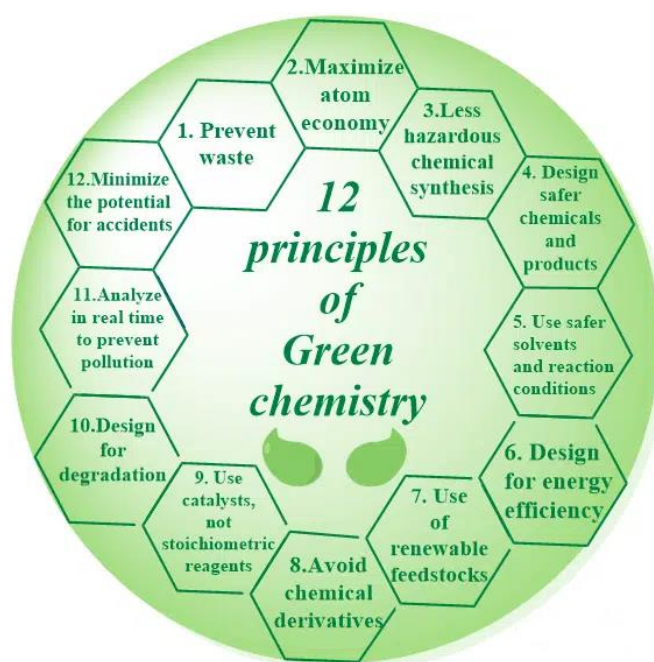 12
principles
of
Green
chemistry
1. Prevent
waste
2.Maximize
atom
economy
3.Less
hazardous
chemical
synthesis
4. Design
safer
chemicals
and
products
5. Use safer
solvents
and reaction
conditions
6. Design
for energy
efficiency
7. Use
of
renewable
feedstocks
8.Avoid
chemical
derivatives
9. Use
catalysts,
not
stoichiometric
reagents
10.Design
for
degradation
11.Analyze
in real time
to prevent
pollution
12.Minimize
the potential
for accidents